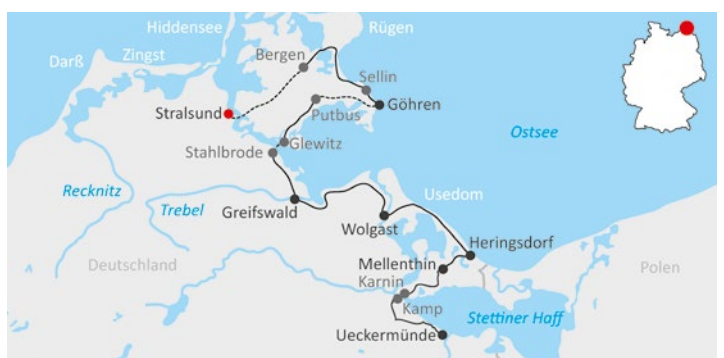 Hiddensee
Rügen
Darß
Zingst
Bergen
Sellin
Göhren
Stralsund
Putbus
Glewitz
Stahlbrode
Ostsee
Recknitz
Trebel
Greifswald
Usedom
Wolgast
Heringsdorf
Deutschland
Mellenthin
Polen
Karnin
Kamp
Stettiner Haff
Ueckermünde